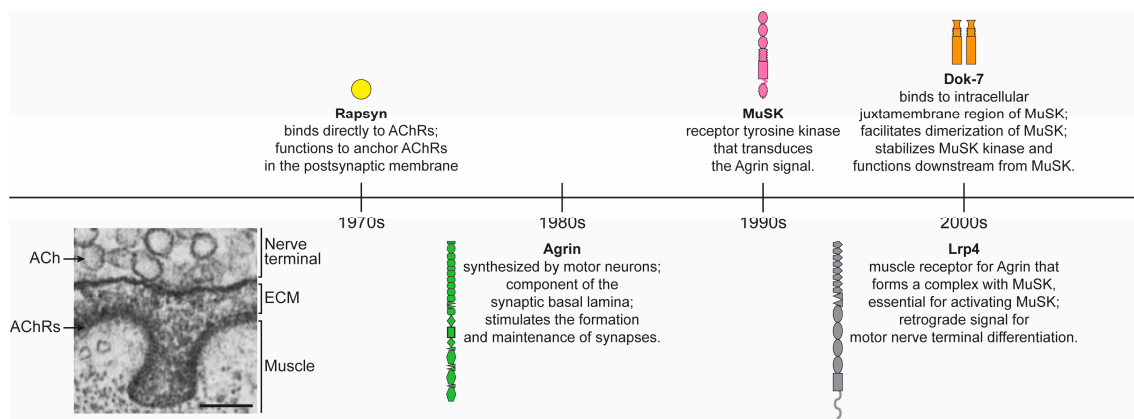 Rapsyn
binds directly to AChRs;
functions to anchor AChRs
in the postsynaptic membrane
MuSK
receptor tyrosine kinase
that transduces
the Agrin signal.
Dok-7
binds to intracellular
juxtamembrane region of MuSK;
facilitates dimerization of MuSK;
stabilizes MuSK kinase and
functions downstream from MuSK.
1970s
1980s
1990s
2000s
ACh
AChRs
Nerve
terminal
ECM
Muscle
Agrin
synthesized by motor neurons;
component of the
synaptic basal lamina;
stimulates the formation
and maintenance of synapses.
Lrp4
muscle receptor for Agrin that
forms a complex with MuSK,
essential for activating MuSK;
retrograde signal for
motor nerve terminal differentiation.